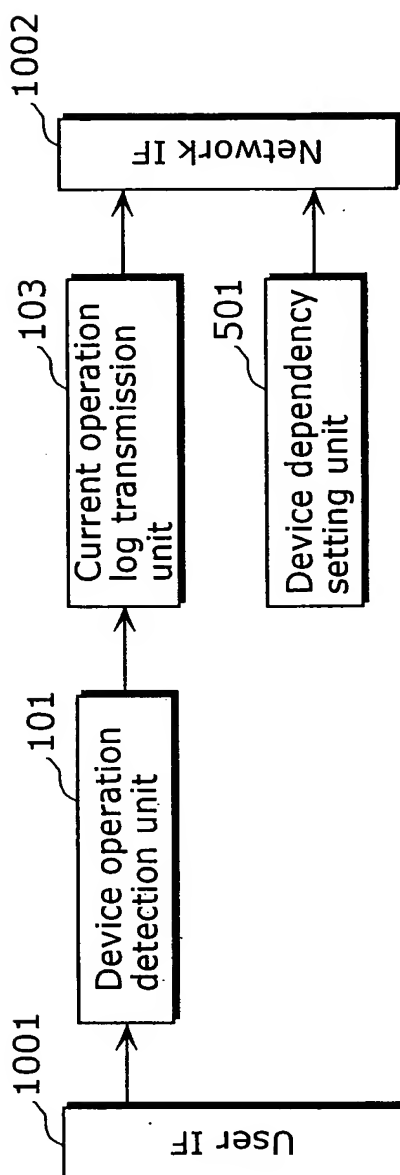 1001
User IF
101
Device operation
detection unit
103
Current operation
log transmission
unit
501
Device dependency
setting unit
1002
Network IF